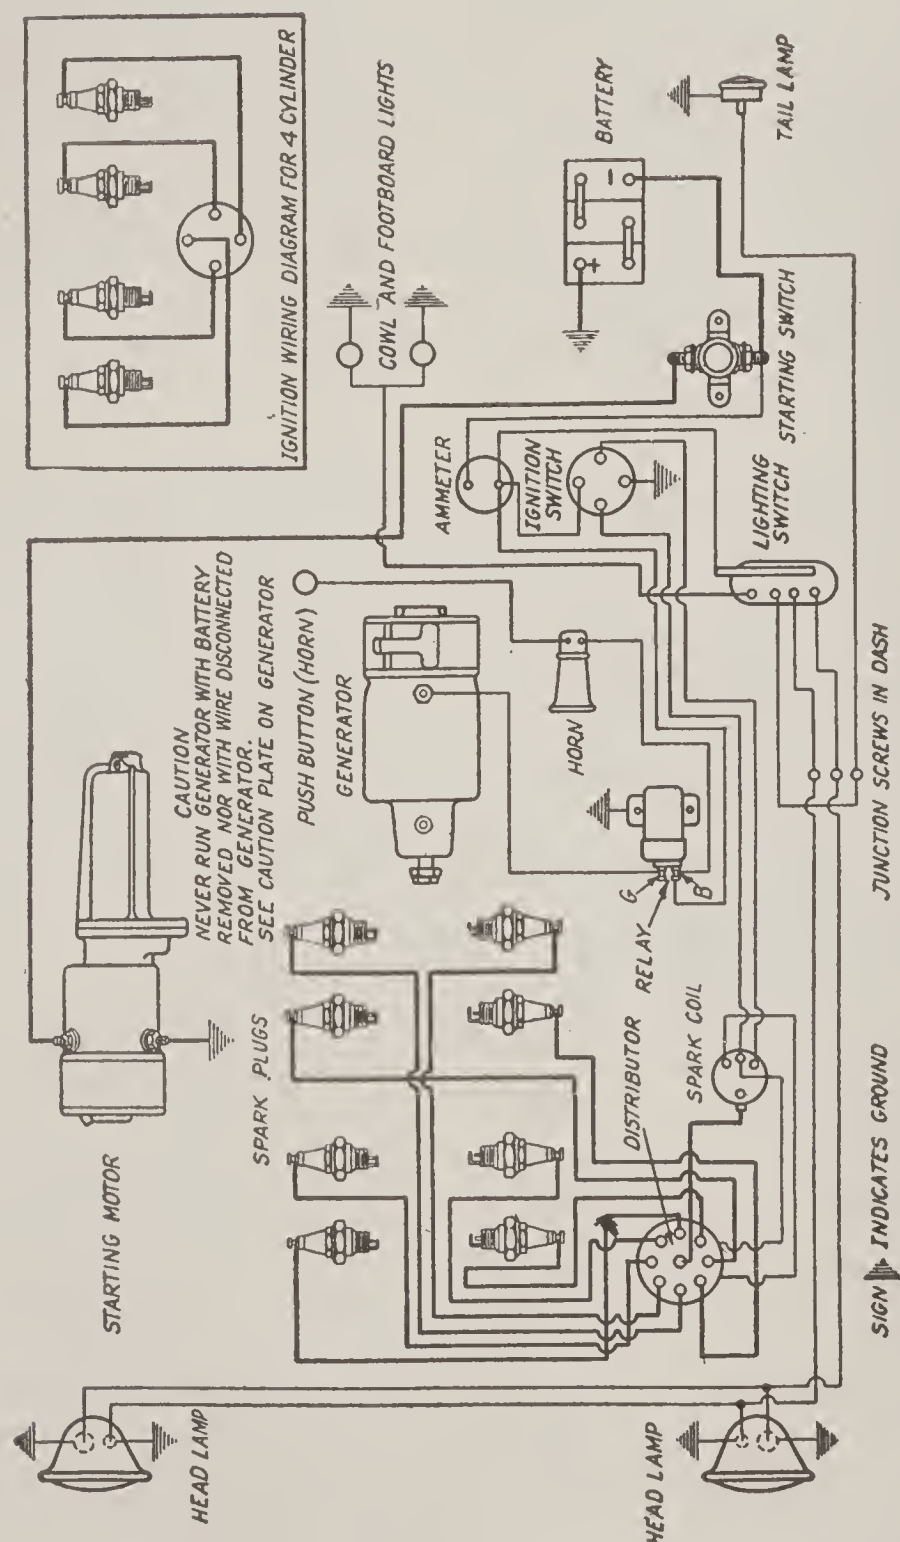 IGNITION WIRING DIAGRAM FOR 4 CYLINDER
COWL AND FOOTBOARD LIGHTS
BATTERY
TAIL LAMP
AMMETER
IGNITION
SWITCH
STARTING SWITCH
LIGHTING
SWITCH
CAUTION
NEVER RUN GENERATOR WITH BATTERY
REMOVED NOR WITH WIRE DISCONNECTED
FROM GENERATOR.
SEE CAUTION PLATE ON GENERATOR
PUSH BUTTON (HORN)
GENERATOR
HORN
JUNCTION SCREWS IN DASH
G
B
RELAY
STARTING MOTOR
SPARK PLUGS
DISTRIBUTOR
SPARK COIL
SIGN INDICATES GROUND
HEAD LAMP
HEAD LAMP
+
−